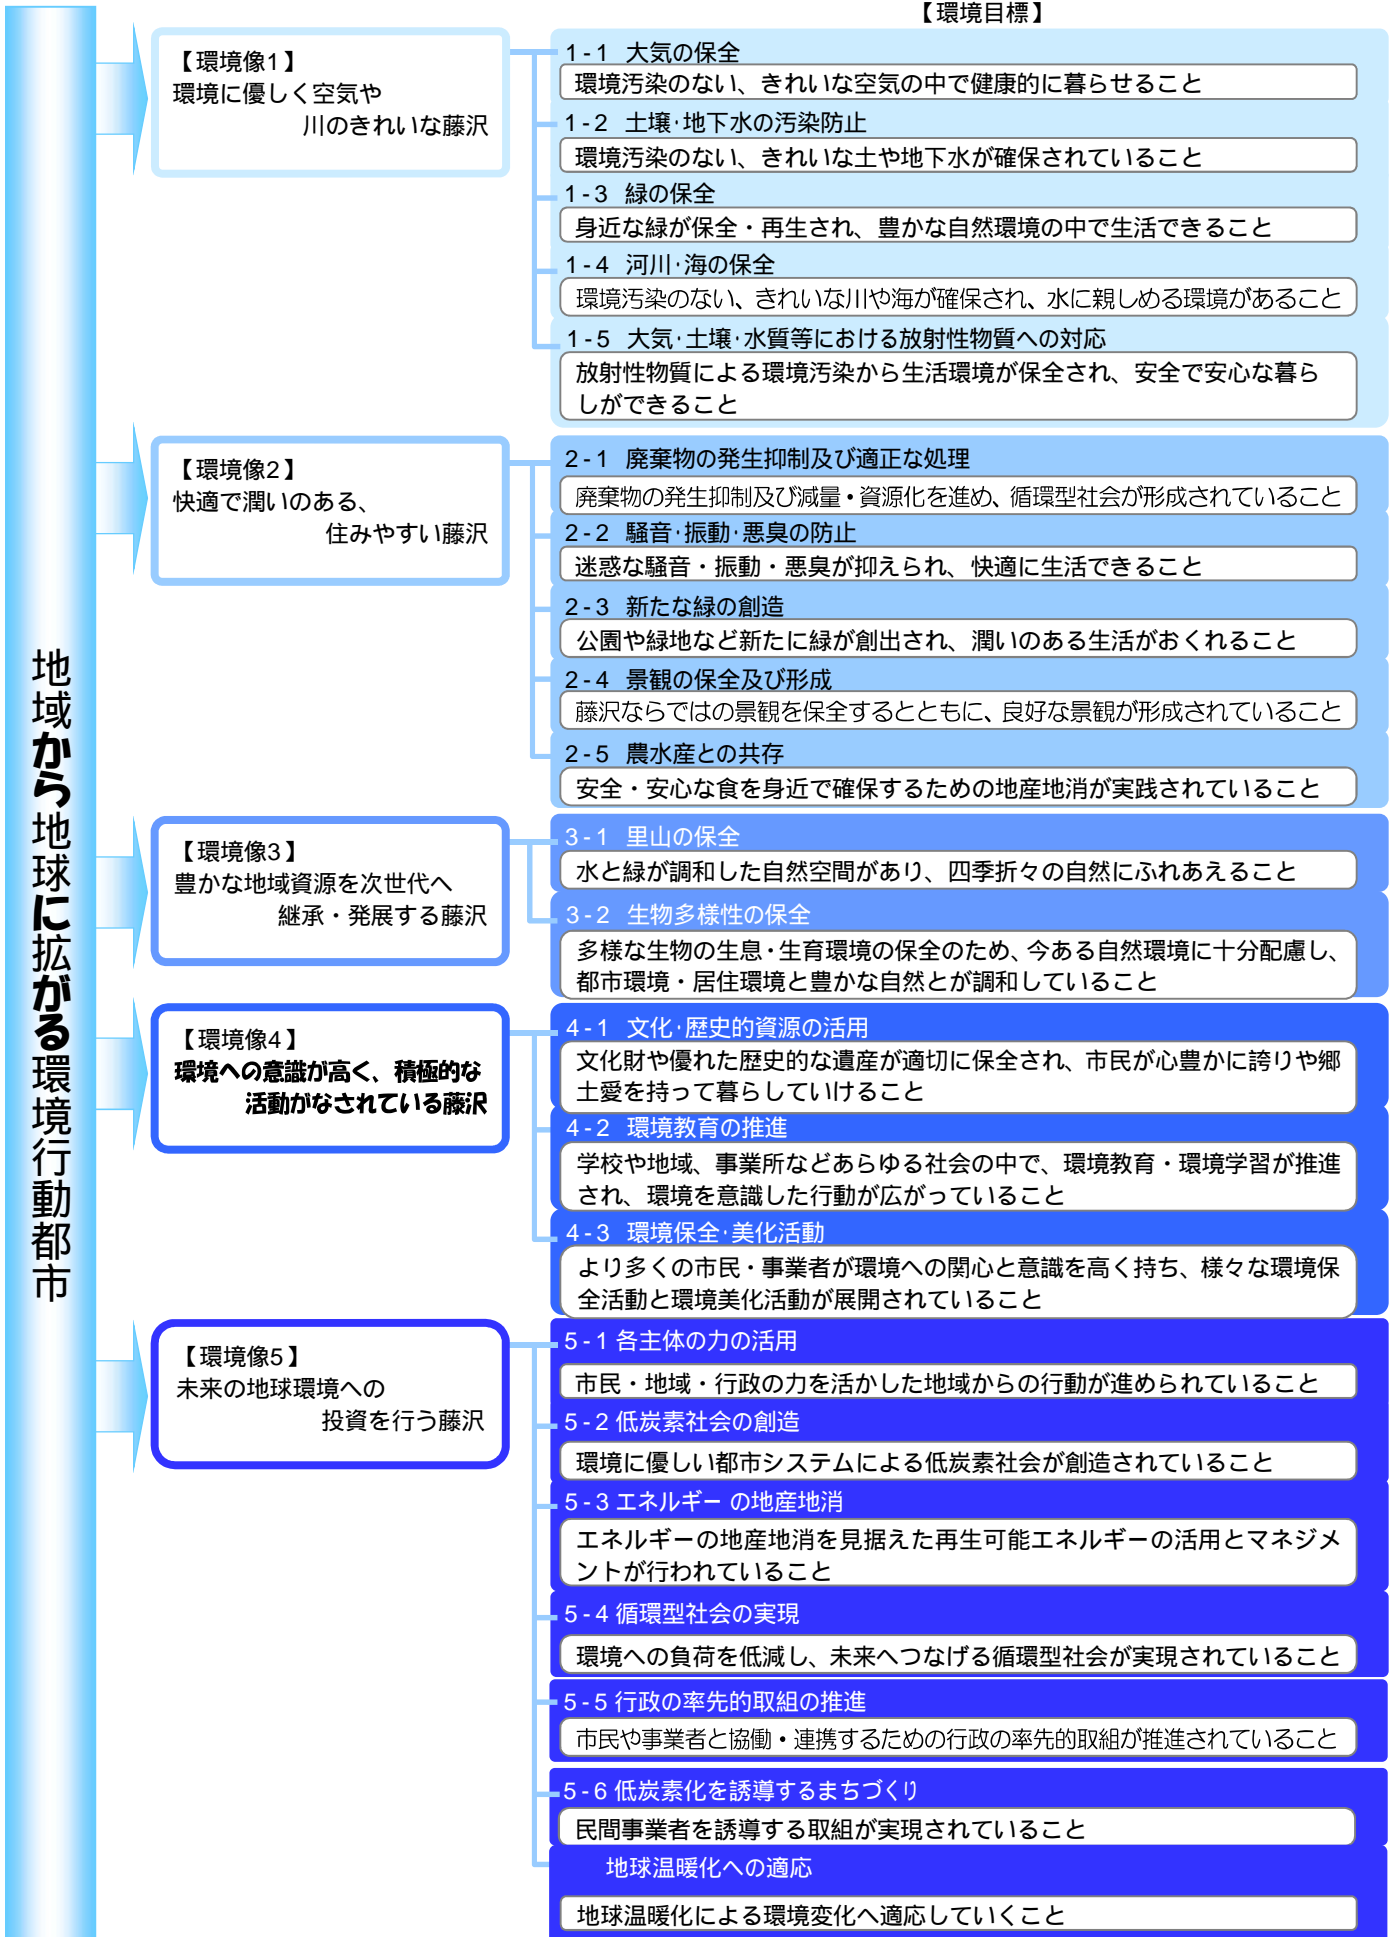 【環境目標】
地域から地球に拡がる環境行動都市
【環境像1】
環境に優しく空気や
川のきれいな藤沢
1-1 大気の保全
環境汚染のない、きれいな空気の中で健康的に暮らせること
1-2 土壌・地下水の汚染防止
環境汚染のない、きれいな土や地下水が確保されていること
1-3 緑の保全
身近な緑が保全・再生され、豊かな自然環境の中で生活できること
1-4 河川・海の保全
環境汚染のない、きれいな川や海が確保され、水に親しめる環境があること
1-5 大気・土壌・水質等における放射性物質への対応
放射性物質による環境汚染から生活環境が保全され、安全で安心な暮ら
しができること
【環境像2】
快適で潤いのある、
住みやすい藤沢
2-1 廃棄物の発生抑制及び適正な処理
廃棄物の発生抑制及び減量・資源化を進め、循環型社会が形成されていること
2-2 騒音・振動・悪臭の防止
迷惑な騒音・振動・悪臭が抑えられ、快適に生活できること
2-3 新たな緑の創造
公園や緑地など新たに緑が創出され、潤いのある生活がおくれること
2-4 景観の保全及び形成
藤沢ならではの景観を保全するとともに、良好な景観が形成されていること
2-5 農水産との共存
安全・安心な食を身近で確保するための地産地消が実践されていること
【環境像3】
豊かな地域資源を次世代へ
継承・発展する藤沢
3-1 里山の保全
水と緑が調和した自然空間があり、四季折々の自然にふれあえること
3-2 生物多様性の保全
多様な生物の生息・生育環境の保全のため、今ある自然環境に十分配慮し、
都市環境・居住環境と豊かな自然とが調和していること
【環境像4】
環境への意識が高く、積極的な
活動がなされている藤沢
4-1 文化・歴史的資源の活用
文化財や優れた歴史的な遺産が適切に保全され、市民が心豊かに誇りや郷
土愛を持って暮らしていけること
4-2 環境教育の推進
学校や地域、事業所などあらゆる社会の中で、環境教育・環境学習が推進
され、環境を意識した行動が広がっていること
4-3 環境保全・美化活動
より多くの市民・事業者が環境への関心と意識を高く持ち、様々な環境保
全活動と環境美化活動が展開されていること
【環境像5】
未来の地球環境への
投資を行う藤沢
5-1 各主体の力の活用
市民・地域・行政の力を活かした地域からの行動が進められていること
5-2 低炭素社会の創造
環境に優しい都市システムによる低炭素社会が創造されていること
5-3 エネルギー の地産地消
エネルギーの地産地消を見据えた再生可能エネルギーの活用とマネジメ
ントが行われていること
5-4 循環型社会の実現
環境への負荷を低減し、未来へつなげる循環型社会が実現されていること
5-5 行政の率先的取組の推進
市民や事業者と協働・連携するための行政の率先的取組が推進されていること
5-6 低炭素化を誘導するまちづくり
民間事業者を誘導する取組が実現されていること
地球温暖化への適応
地球温暖化による環境変化へ適応していくこと